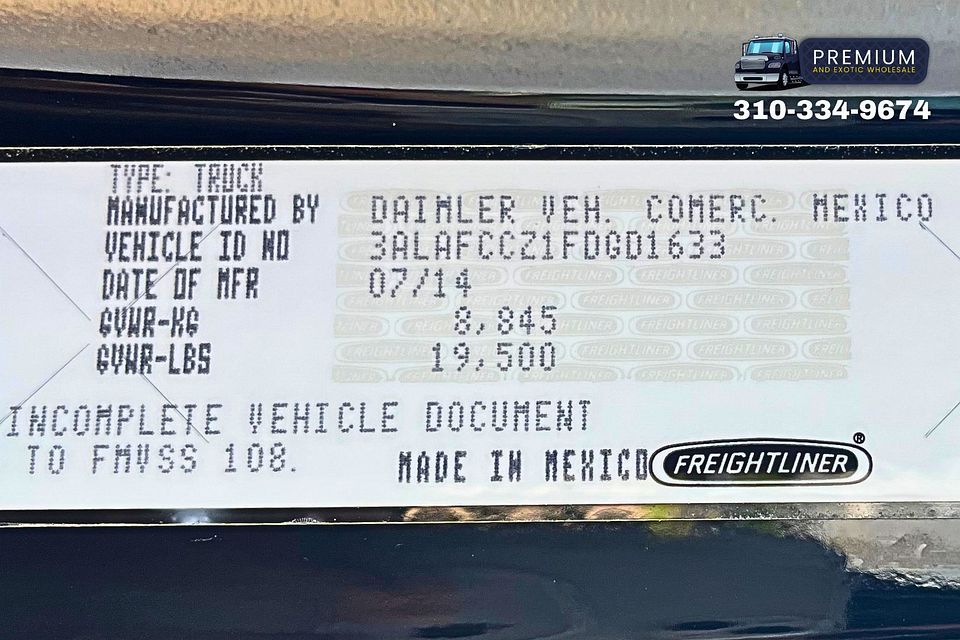 PREMIUM
AND EXOTIC WHOLESALE
310-334-9674
TYPE: TRUCK
MANUFACTURED BY DAIMLER VEH. COMERC. MEXICO
VEHICLE ID NO 3ALAFCCZ1FDGD1633
DATE OF MFR 07/14
GVWR-KG 8,845
GVWR-LBS 19,500
INCOMPLETE VEHICLE DOCUMENT
TO FMVSS 108.
MADE IN MEXICO FREIGHTLINER®